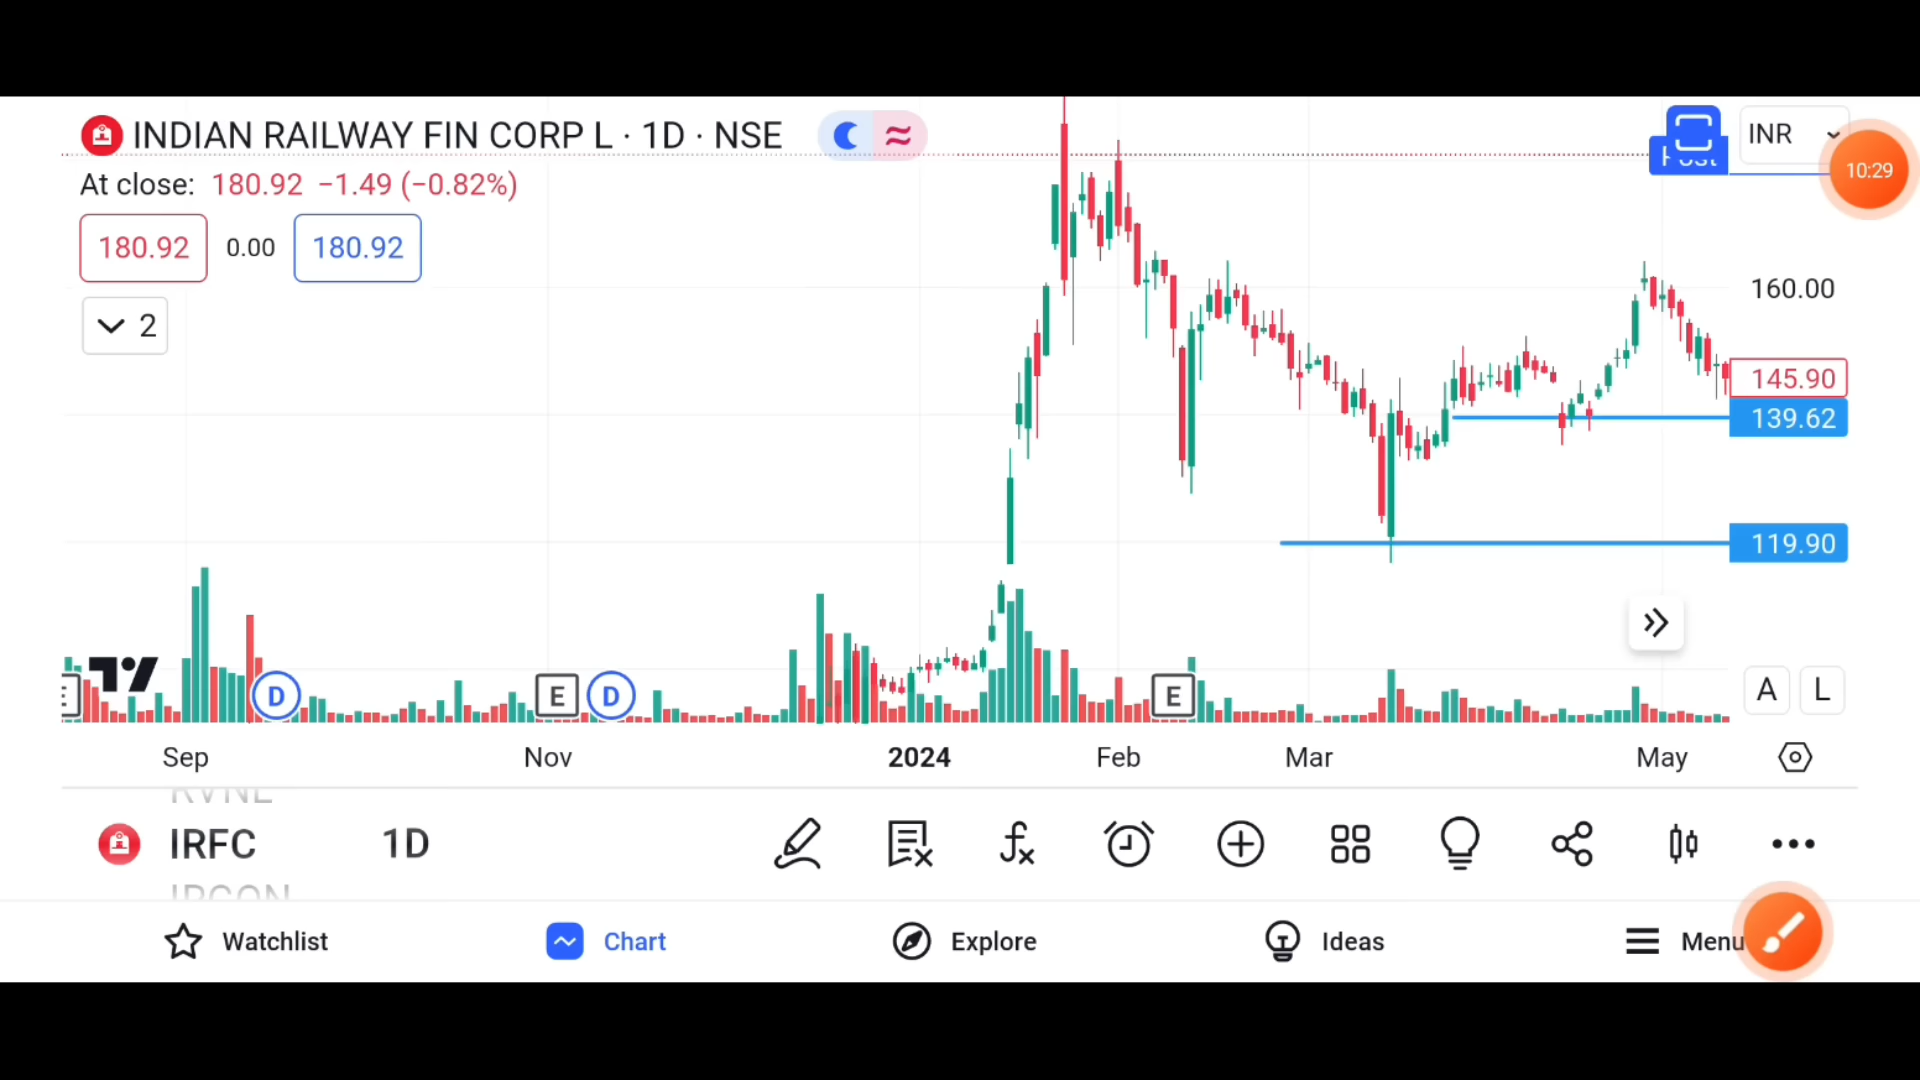 INDIAN RAILWAY FIN CORP L · 1D · NSE
INR
10:29
At close: 180.92 −1.49 (−0.82%)
180.92 0.00 180.92
2
160.00
145.90
139.62
119.90
E D E D E
A L
Sep Nov 2024 Feb Mar May
RVNL
IRFC 1D
IRCON
Watchlist Chart Explore Ideas Menu